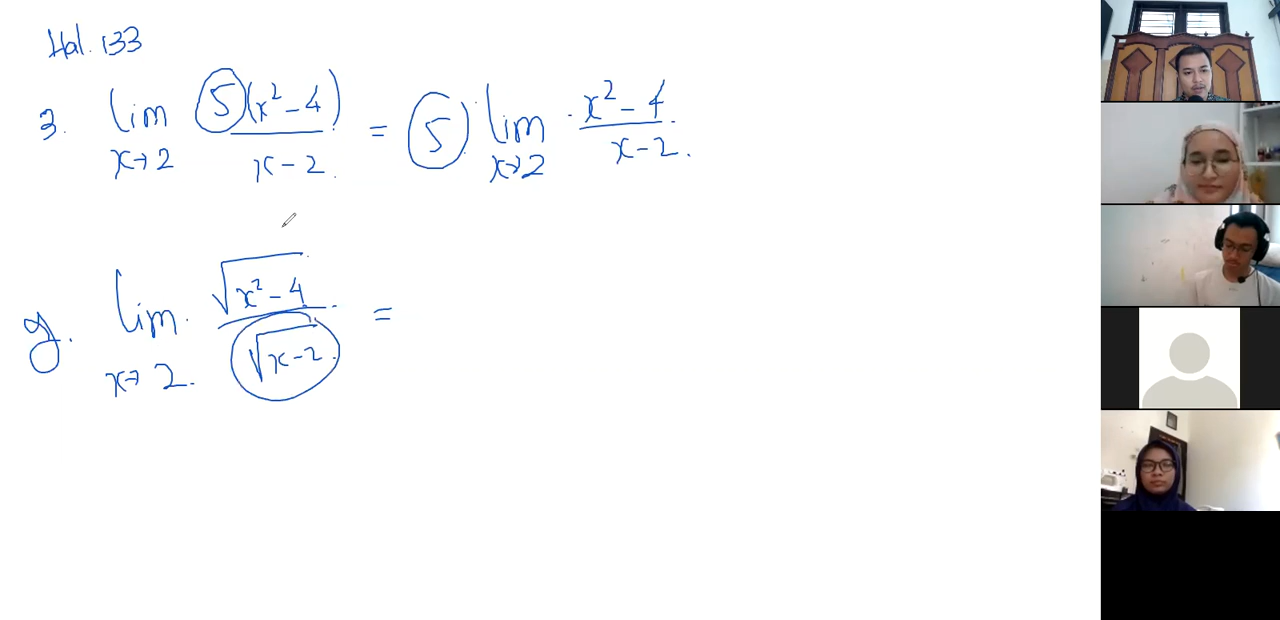 Hal. 133
3. lim x→2 5(x² - 4) / x - 2 = 5 lim x→2 x² - 4 / x - 2.
g. lim x→2. √x² - 4 / √x - 2 =